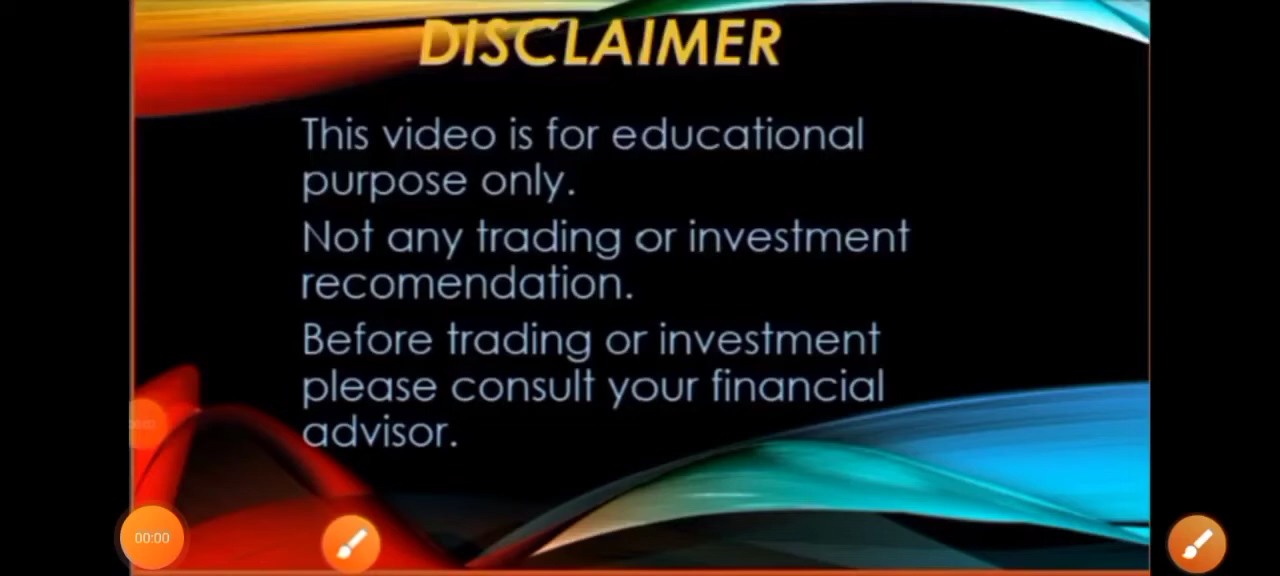 DISCLAIMER
This video is for educational
purpose only.
Not any trading or investment
recomendation.
Before trading or investment
please consult your financial
advisor.
00:00